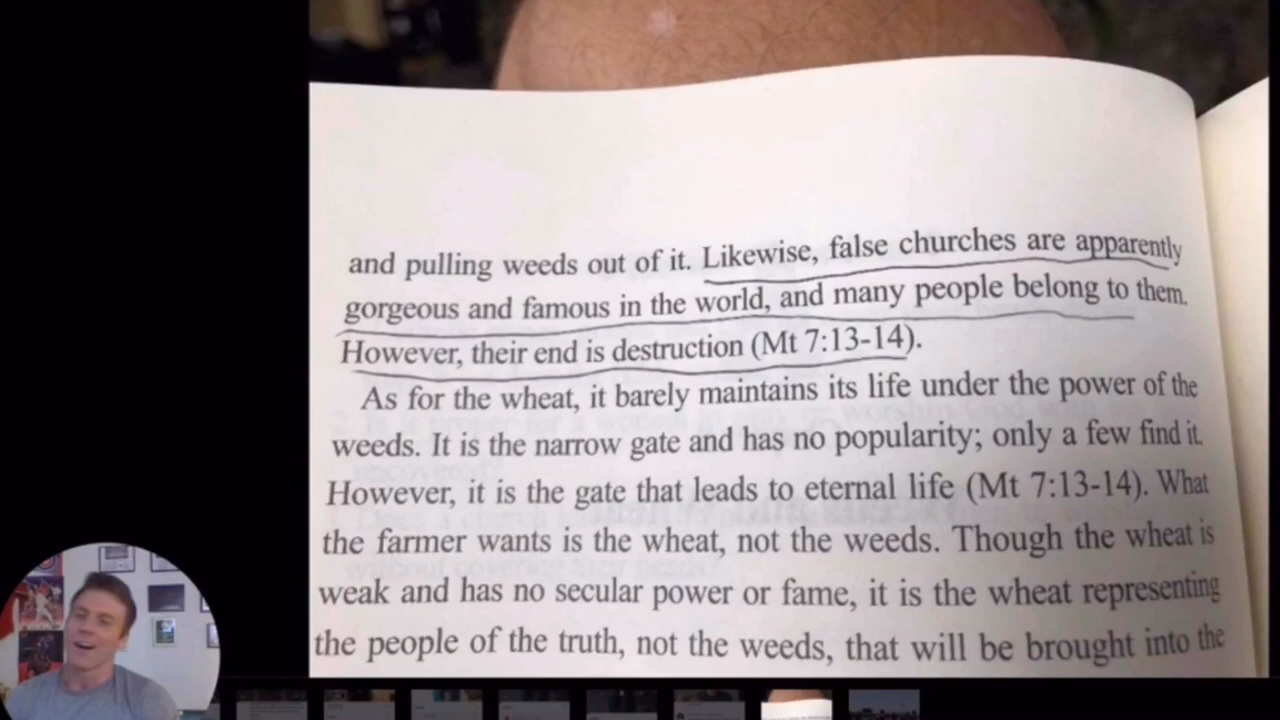 and pulling weeds out of it. Likewise, false churches are apparently
gorgeous and famous in the world, and many people belong to them.
However, their end is destruction (Mt 7:13-14).
As for the wheat, it barely maintains its life under the power of the
weeds. It is the narrow gate and has no popularity; only a few find it.
However, it is the gate that leads to eternal life (Mt 7:13-14). What
the farmer wants is the wheat, not the weeds. Though the wheat is
weak and has no secular power or fame, it is the wheat representing
the people of the truth, not the weeds, that will be brought into the